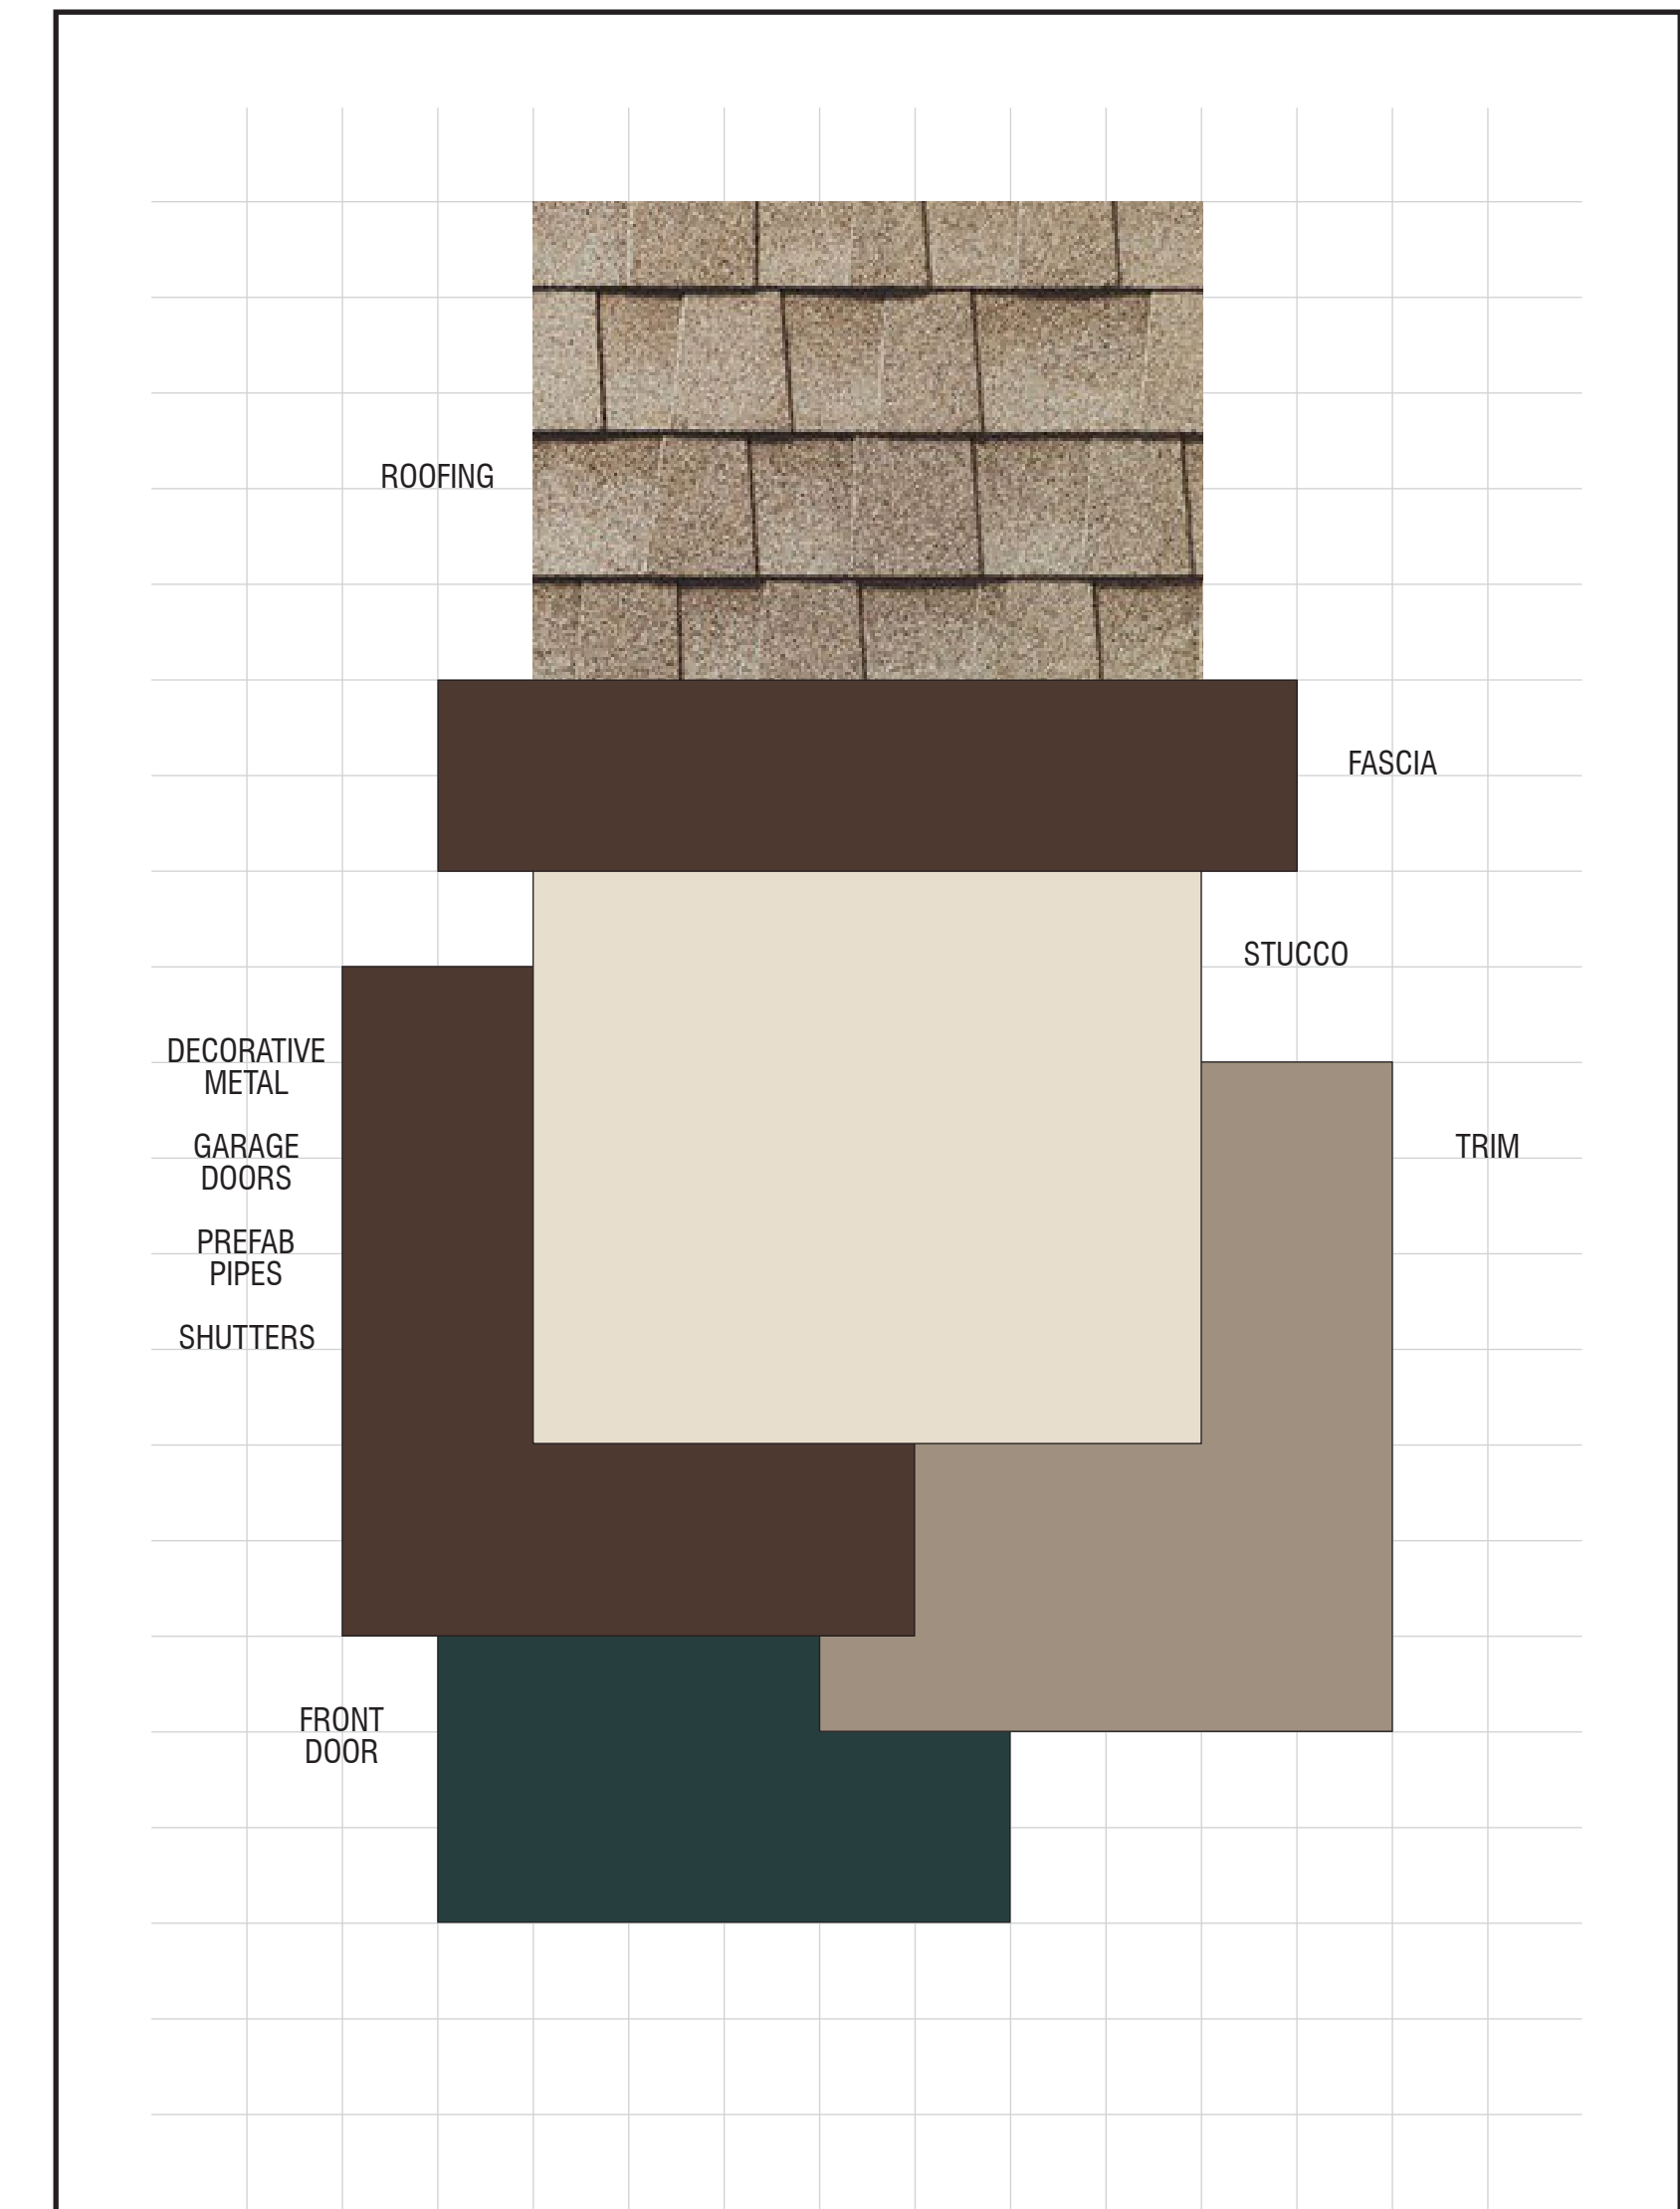 ROOFING
FASCIA
STUCCO
DECORATIVE
METAL
GARAGE
DOORS
TRIM
PREFAB
PIPES
SHUTTERS
FRONT
DOOR